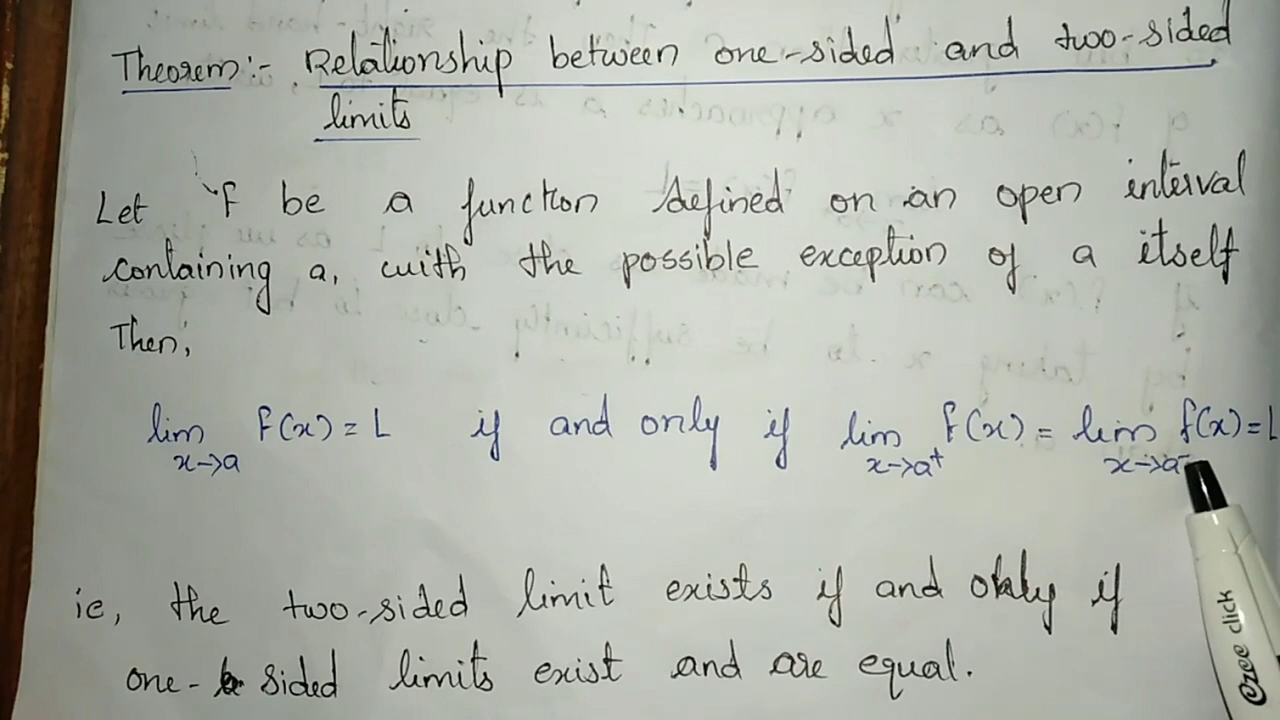 Theorem:- Relationship between one-sided and two-sided
limits
Let f be a function defined on an open interval
containing a, with the possible exception of a itself
Then,
lim x->a f(x) = L if and only if lim x->a+ f(x) = lim x->a- f(x) = L
ie, the two-sided limit exists if and only if
one-sided limits exist and are equal.
Czee click